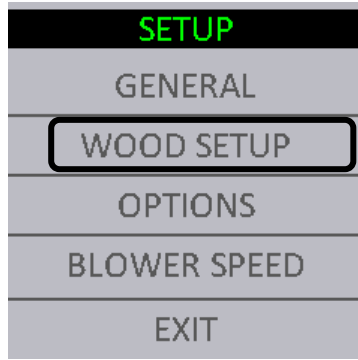 SETUP
GENERAL
WOOD SETUP
OPTIONS
BLOWER SPEED
EXIT